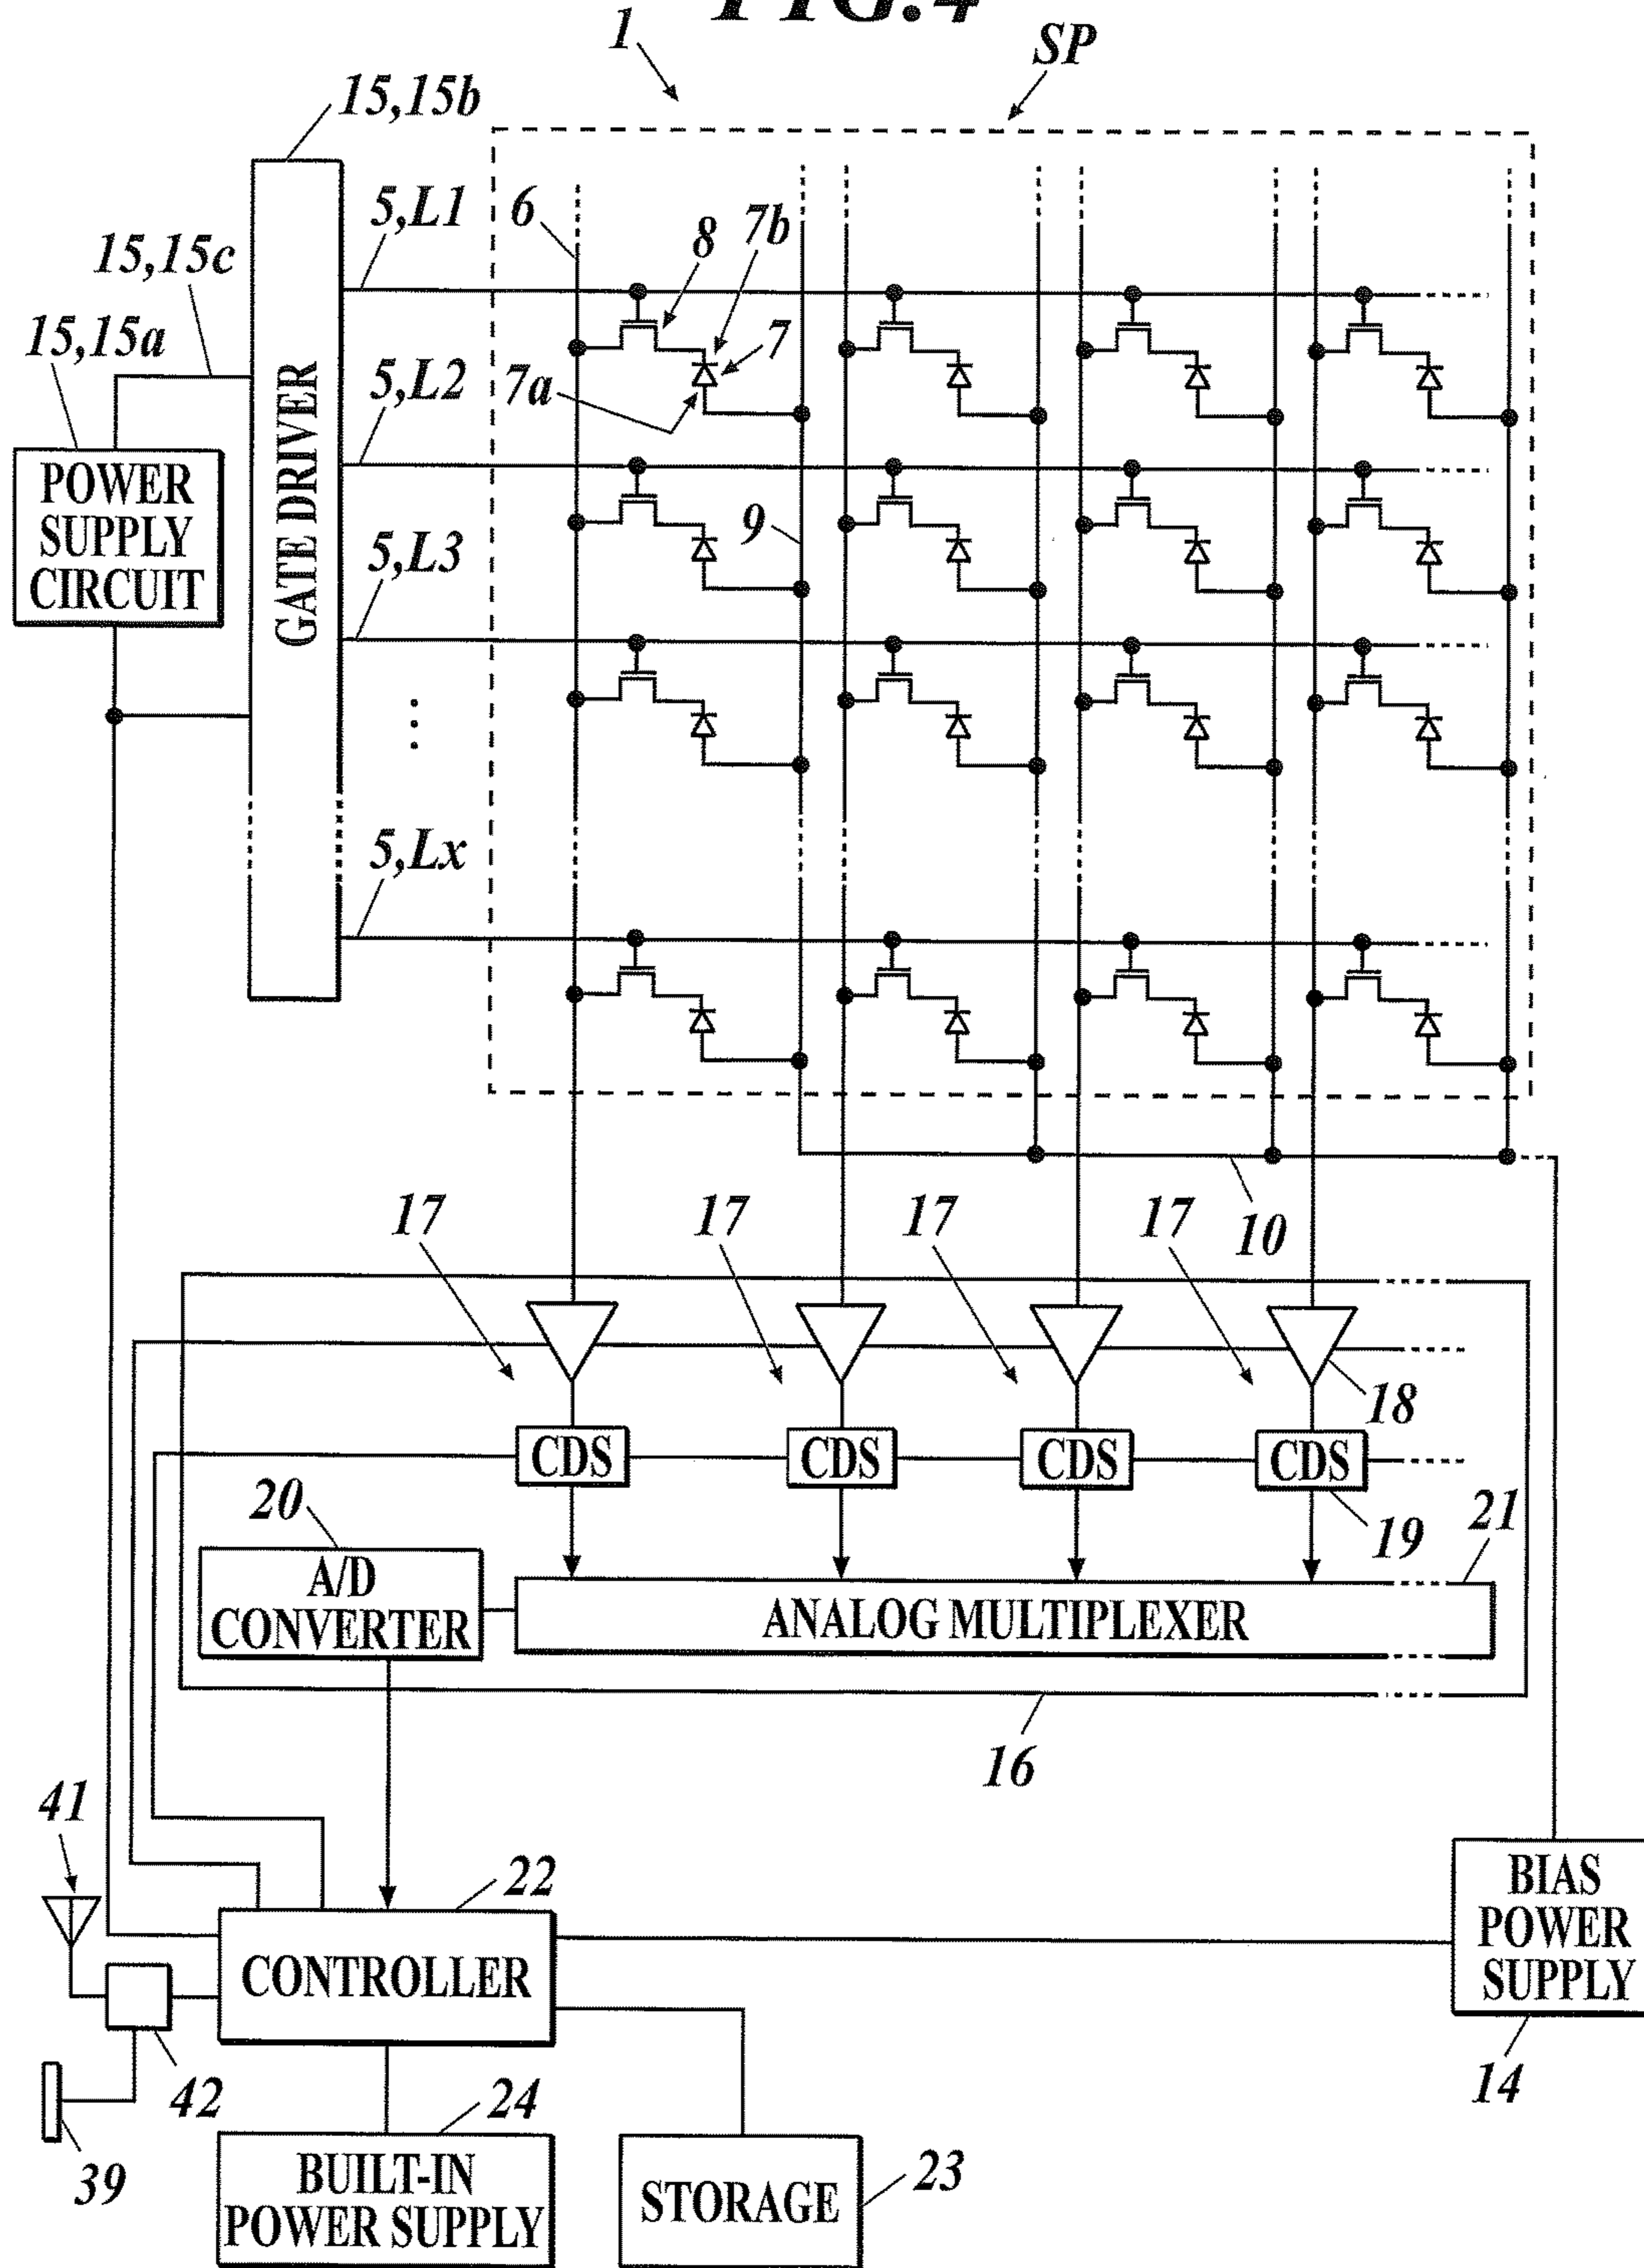 FIG.4
1
SP
15,15b
5,L1
6
8
7b
15,15c
7
15,15a
5,L2
7a
POWER
SUPPLY
CIRCUIT
GATE DRIVER
9
5,L3
5,Lx
17
17
17
17
10
18
CDS
CDS
CDS
CDS
20
19
21
A/D
CONVERTER
ANALOG MULTIPLEXER
16
41
22
BIAS
POWER
SUPPLY
CONTROLLER
42
24
14
39
BUILT-IN
POWER SUPPLY
STORAGE
23